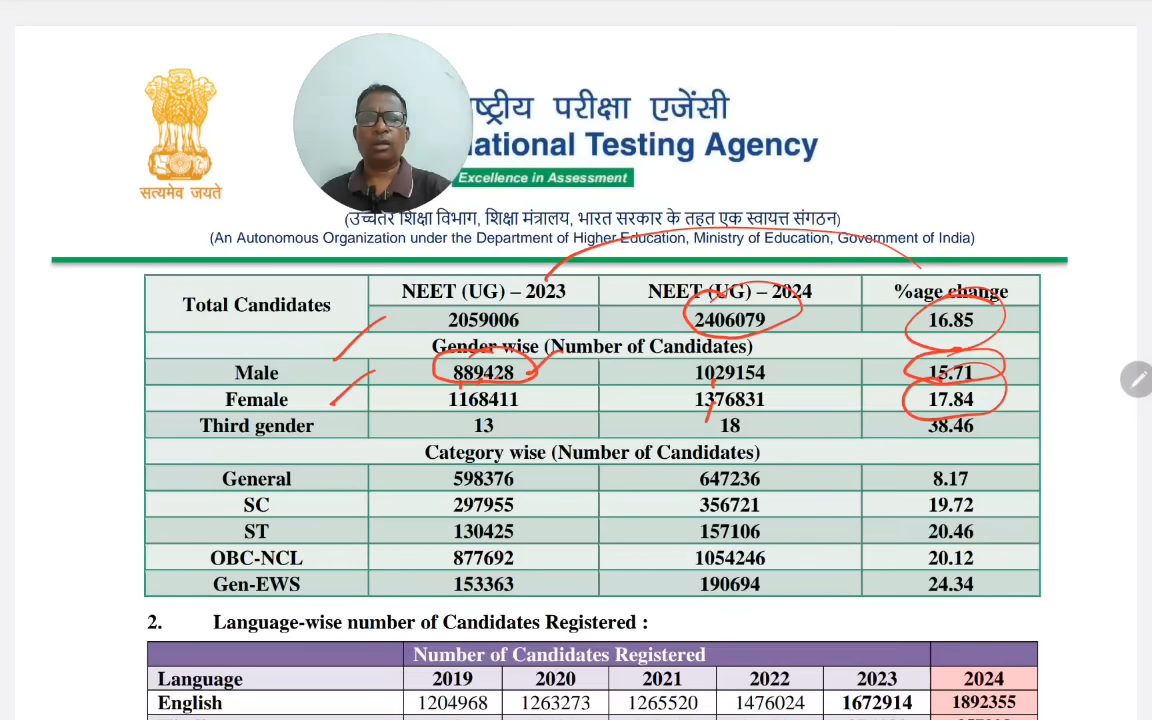 सत्यमेव जयते
राष्ट्रीय परीक्षा एजेंसी
National Testing Agency
Excellence in Assessment
(उच्चतर शिक्षा विभाग, शिक्षा मंत्रालय, भारत सरकार के तहत एक स्वायत्त संगठन)
(An Autonomous Organization under the Department of Higher Education, Ministry of Education, Government of India)
Total Candidates NEET (UG) – 2023 NEET (UG) – 2024 %age change
2059006 2406079 16.85
Gender wise (Number of Candidates)
Male 889428 1029154 15.71
Female 1168411 1376831 17.84
Third gender 13 18 38.46
Category wise (Number of Candidates)
General 598376 647236 8.17
SC 297955 356721 19.72
ST 130425 157106 20.46
OBC-NCL 877692 1054246 20.12
Gen-EWS 153363 190694 24.34
2. Language-wise number of Candidates Registered :
Number of Candidates Registered
Language 2019 2020 2021 2022 2023 2024
English 1204968 1263273 1265520 1476024 1672914 1892355